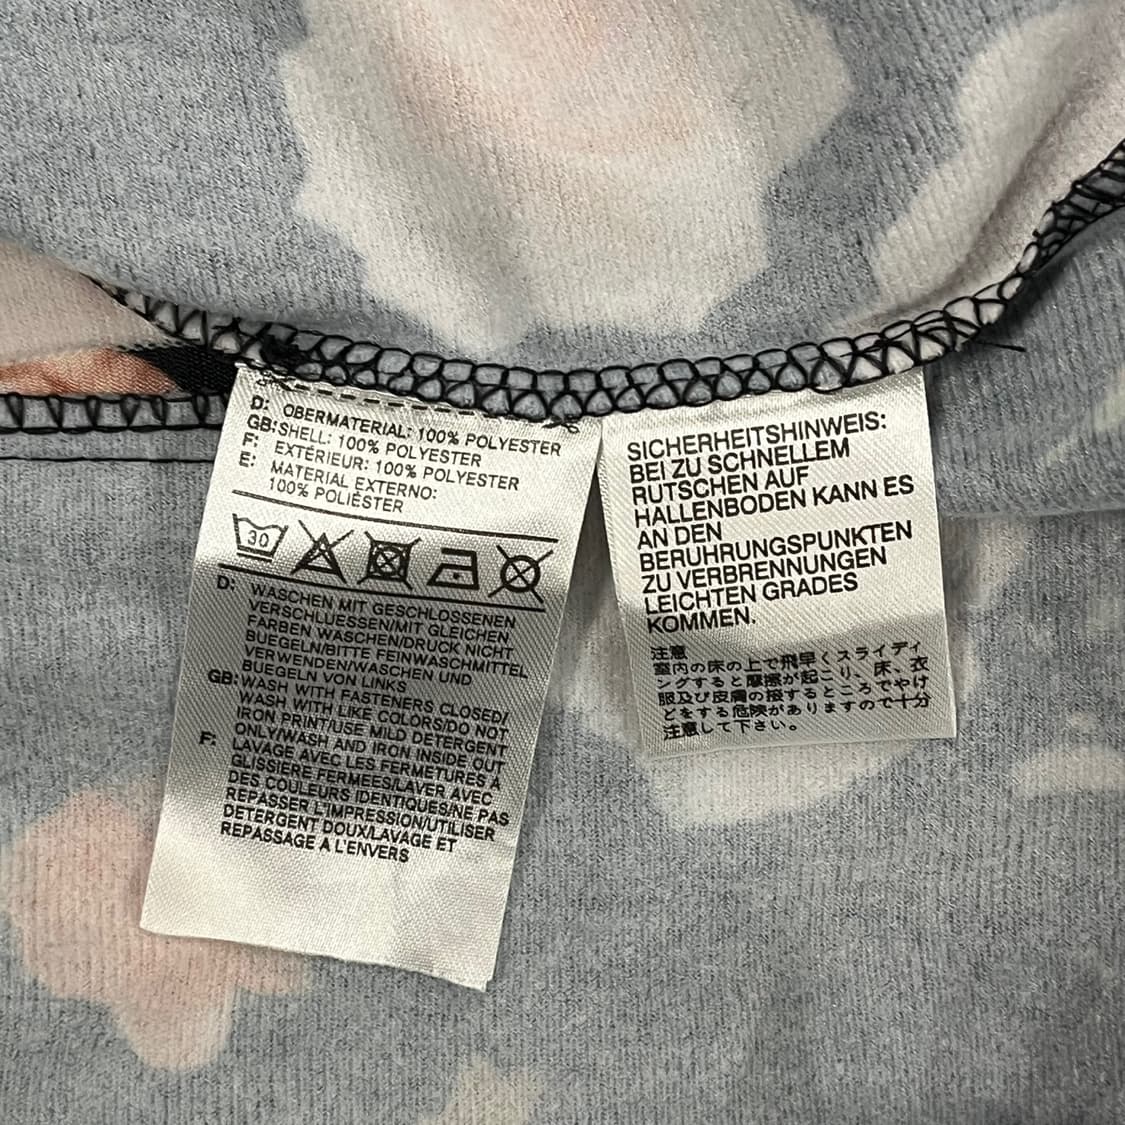 D: OBERMATERIAL: 100% POLYESTER
GB: SHELL: 100% POLYESTER
F: EXTÉRIEUR: 100% POLYESTER
E: MATERIAL EXTERNO:
100% POLIÉSTER
30
D: WASCHEN MIT GESCHLOSSENEN
VERSCHLUESSEN/MIT GLEICHEN
FARBEN WASCHEN/DRUCK NICHT
BUEGELN/BITTE FEINWASCHMITTEL
VERWENDEN/WASCHEN UND
BUEGELN VON LINKS
GB: WASH WITH FASTENERS CLOSED/
WASH WITH LIKE COLORS/DO NOT
IRON PRINT/USE MILD DETERGENT
ONLY/WASH AND IRON INSIDE OUT
F: LAVAGE AVEC LES FERMETURES À
GLISSIÈRE FERMEES/LAVER AVEC
DES COULEURS IDENTIQUES/NE PAS
REPASSER L'IMPRESSION/UTILISER
DETERGENT DOUX/LAVAGE ET
REPASSAGE A L'ENVERS
SICHERHEITSHINWEIS:
BEI ZU SCHNELLEM
RUTSCHEN AUF
HALLENBODEN KANN ES
AN DEN
BERUHRUNGSPUNKTEN
ZU VERBRENNUNGEN
LEICHTEN GRADES
KOMMEN.
注意
室内の床の上で飛早くスライディ
ングすると摩擦が起こり、床、衣
服及び皮膚の接するところでやけ
どをする危険がありますので十分
注意して下さい。